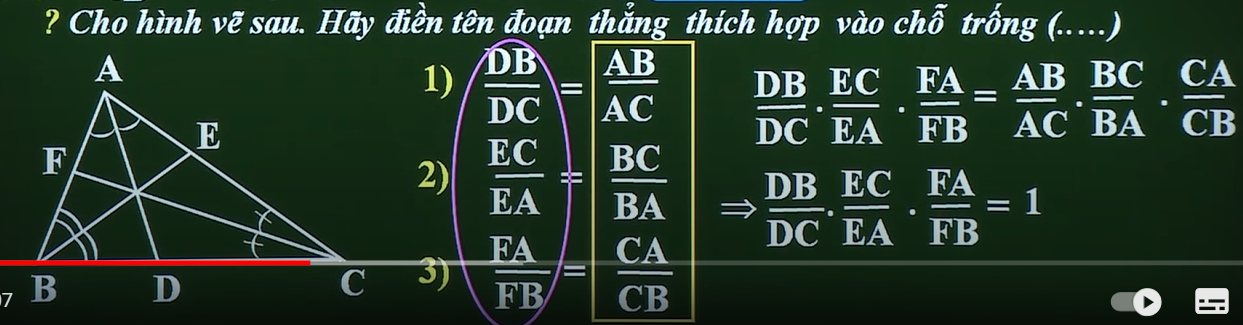 ? Cho hình vẽ sau. Hãy điền tên đoạn thẳng thích hợp vào chỗ trống (.....)
A
E
F
B
D
C
1) DB/DC = AB/AC
2) EC/EA = BC/BA
3) FA/FB = CA/CB
DB/DC . EC/EA . FA/FB = AB/AC . BC/BA . CA/CB
⇒ DB/DC . EC/EA . FA/FB = 1